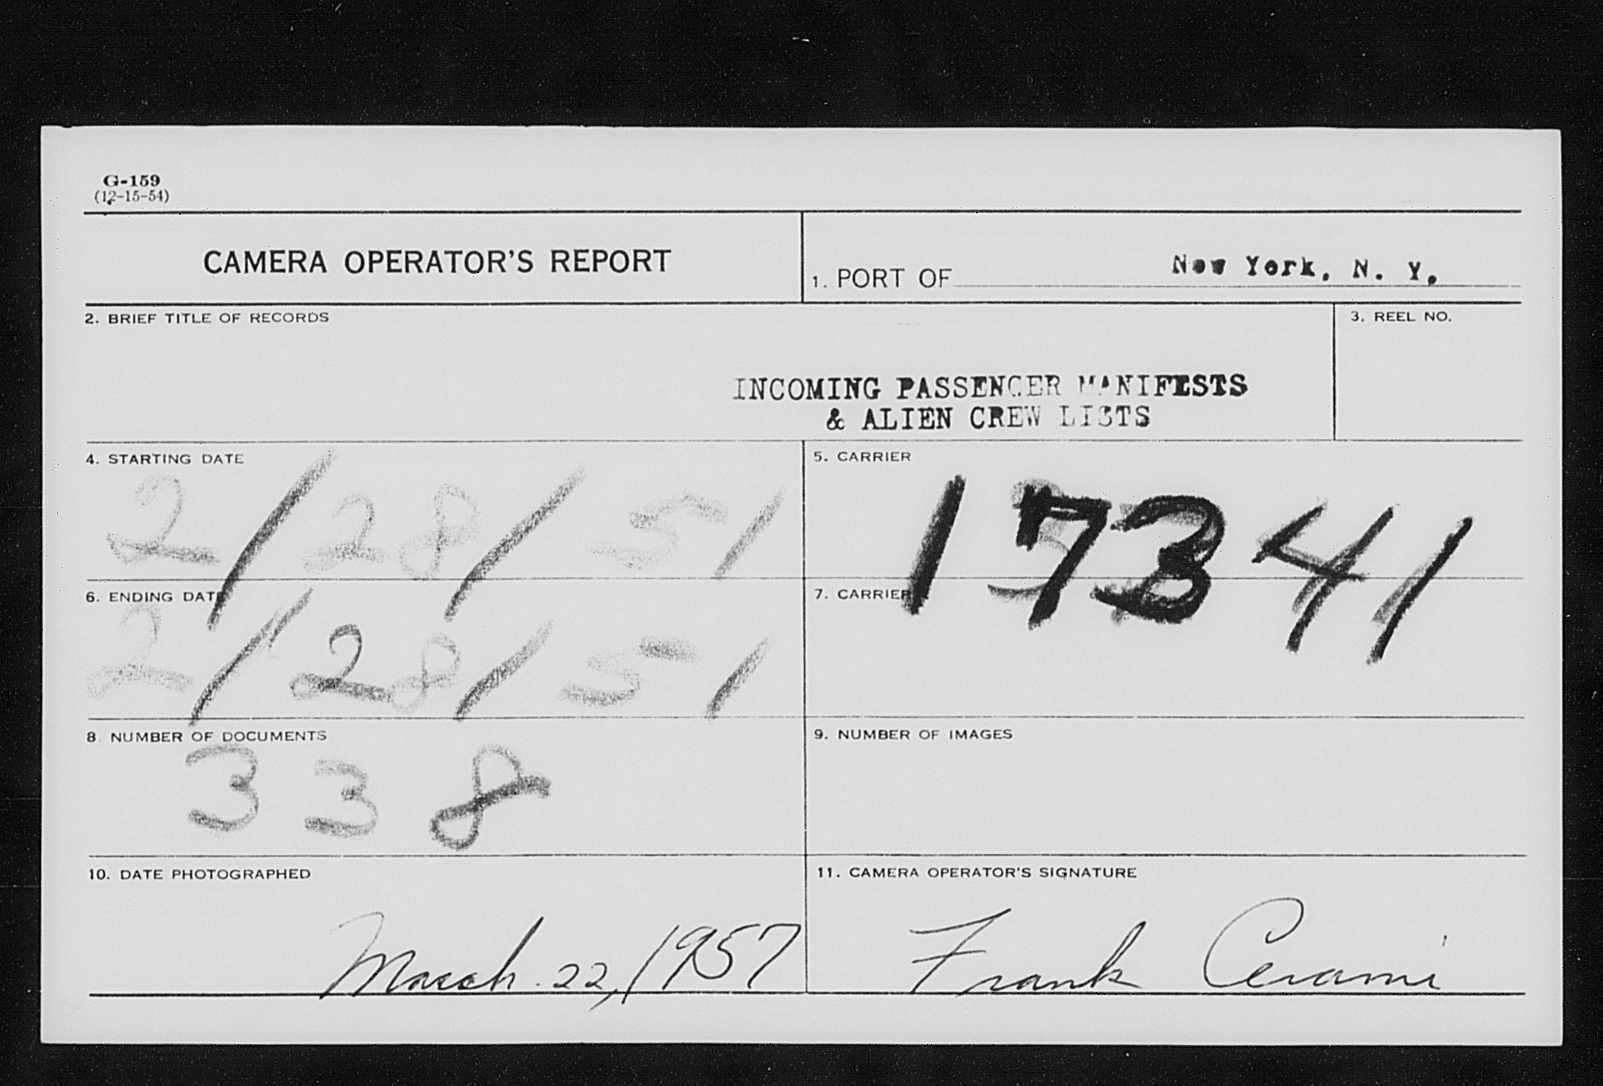 G-159
(12-15-54)
CAMERA OPERATOR'S REPORT
1. PORT OF New York, N. Y.
2. BRIEF TITLE OF RECORDS
3. REEL NO.
INCOMING PASSENGER MANIFESTS
& ALIEN CREW LISTS
4. STARTING DATE
2/28/51
5. CARRIER
17341
6. ENDING DATE
2/28/51
7. CARRIER
8. NUMBER OF DOCUMENTS
338
9. NUMBER OF IMAGES
10. DATE PHOTOGRAPHED
March 22, 1957
11. CAMERA OPERATOR'S SIGNATURE
Frank Cerami